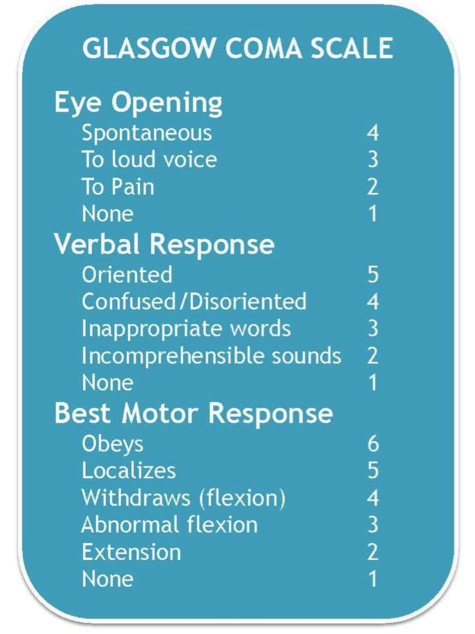 GLASGOW COMA SCALE
Eye Opening
Spontaneous 4
To loud voice 3
To Pain 2
None 1
Verbal Response
Oriented 5
Confused/Disoriented 4
Inappropriate words 3
Incomprehensible sounds 2
None 1
Best Motor Response
Obeys 6
Localizes 5
Withdraws (flexion) 4
Abnormal flexion 3
Extension 2
None 1